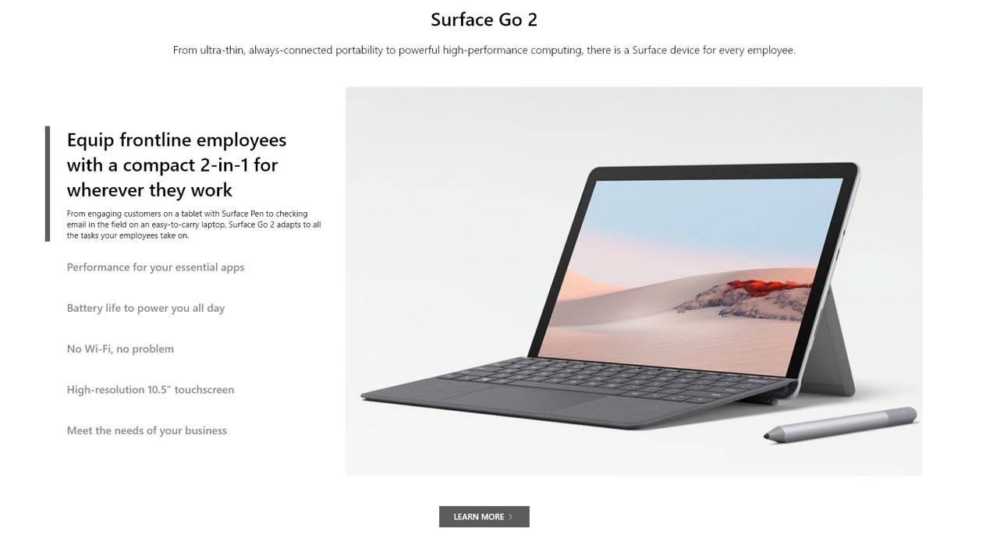 Surface Go 2
From ultra-thin, always-connected portability to powerful high-performance computing, there is a Surface device for every employee.
Equip frontline employees
with a compact 2-in-1 for
wherever they work
From engaging customers on a tablet with Surface Pen to checking
email in the field on an easy-to-carry laptop, Surface Go 2 adapts to all
the tasks your employees take on.
Performance for your essential apps
Battery life to power you all day
No Wi-Fi, no problem
High-resolution 10.5” touchscreen
Meet the needs of your business
LEARN MORE >